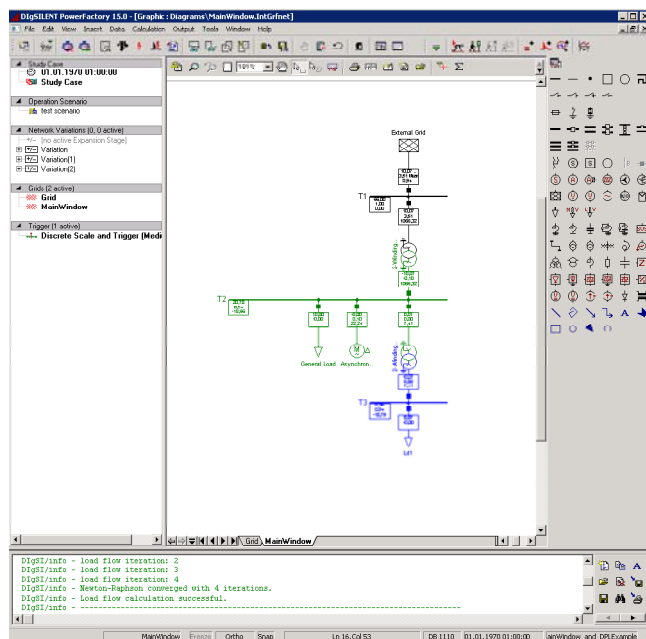 DIgSILENT PowerFactory 15.0 - [Graphic : Diagrams\MainWindow.IntGrfnet]
File Edit View Insert Data Calculation Output Tools Window Help
Study Case
01.01.1970 01:00:00
Study Case
Operation Scenario
test scenario
Network Variations (0, 0 active)
[no active Expansion Stage]
Variation
Variation(1)
Variation(2)
Grids (2 active)
Grid
MainWindow
Trigger (1 active)
Discrete Scale and Trigger (Medi
External Grid
T1
T2
General Load
Asynchron..
T3
Ld1
Grid MainWindow
DIgSI/info - load flow iteration: 2
DIgSI/info - load flow iteration: 3
DIgSI/info - load flow iteration: 4
DIgSI/info - Newton-Raphson converged with 4 iterations.
DIgSI/info - Load flow calculation successful.
DIgSI/info - --------------------------------------------------------------------
MainWindow Freeze Ortho Snap Ln 16,Col 53 DB 1110 01.01.1970 01:00:00 ainWindow_and_DPLExample